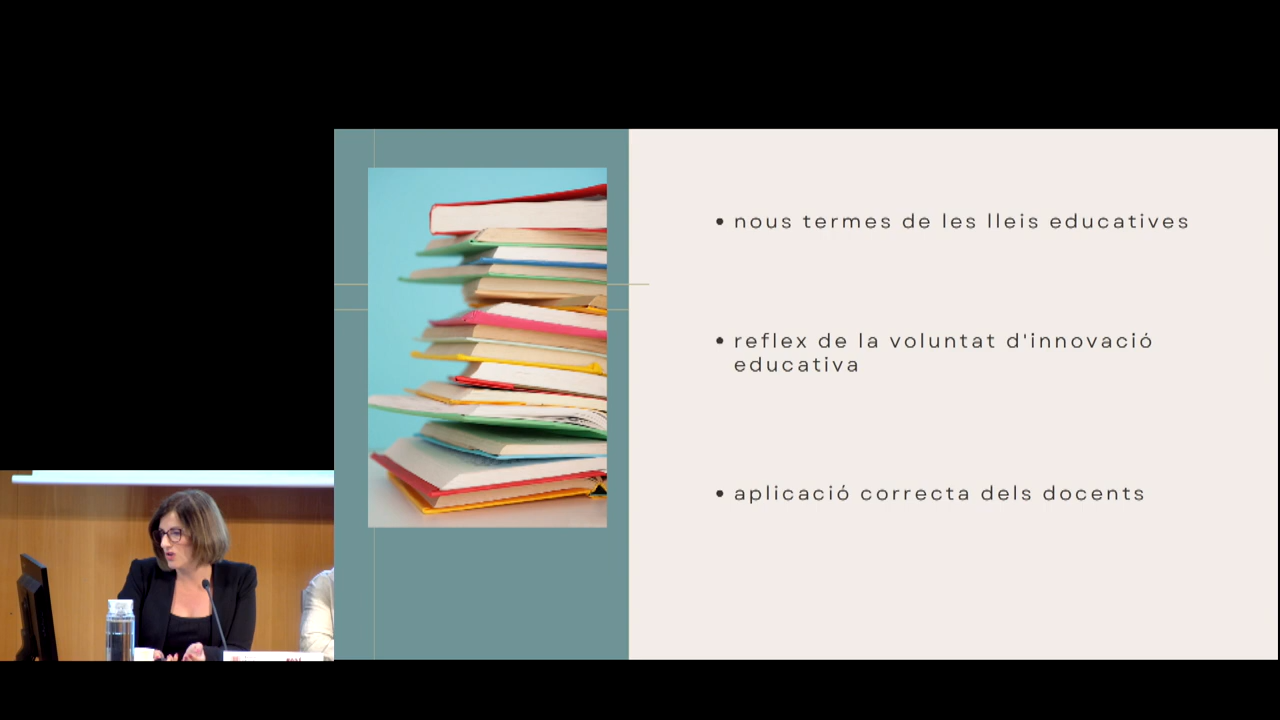 • nous termes de les lleis educatives
• reflex de la voluntat d'innovació
educativa
• aplicació correcta dels docents